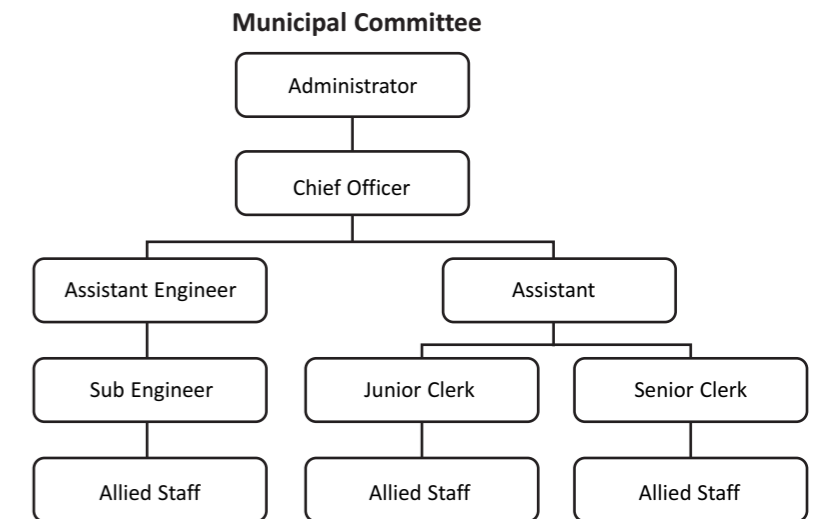 Municipal Committee
Administrator
Chief Officer
Assistant Engineer
Assistant
Sub Engineer
Junior Clerk
Senior Clerk
Allied Staff
Allied Staff
Allied Staff